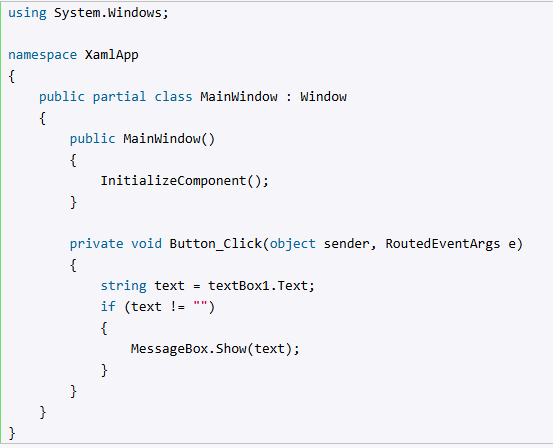 using System.Windows;

namespace XamlApp
{
    public partial class MainWindow : Window
    {
        public MainWindow()
        {
            InitializeComponent();
        }

        private void Button_Click(object sender, RoutedEventArgs e)
        {
            string text = textBox1.Text;
            if (text != "")
            {
                MessageBox.Show(text);
            }
        }
    }
}